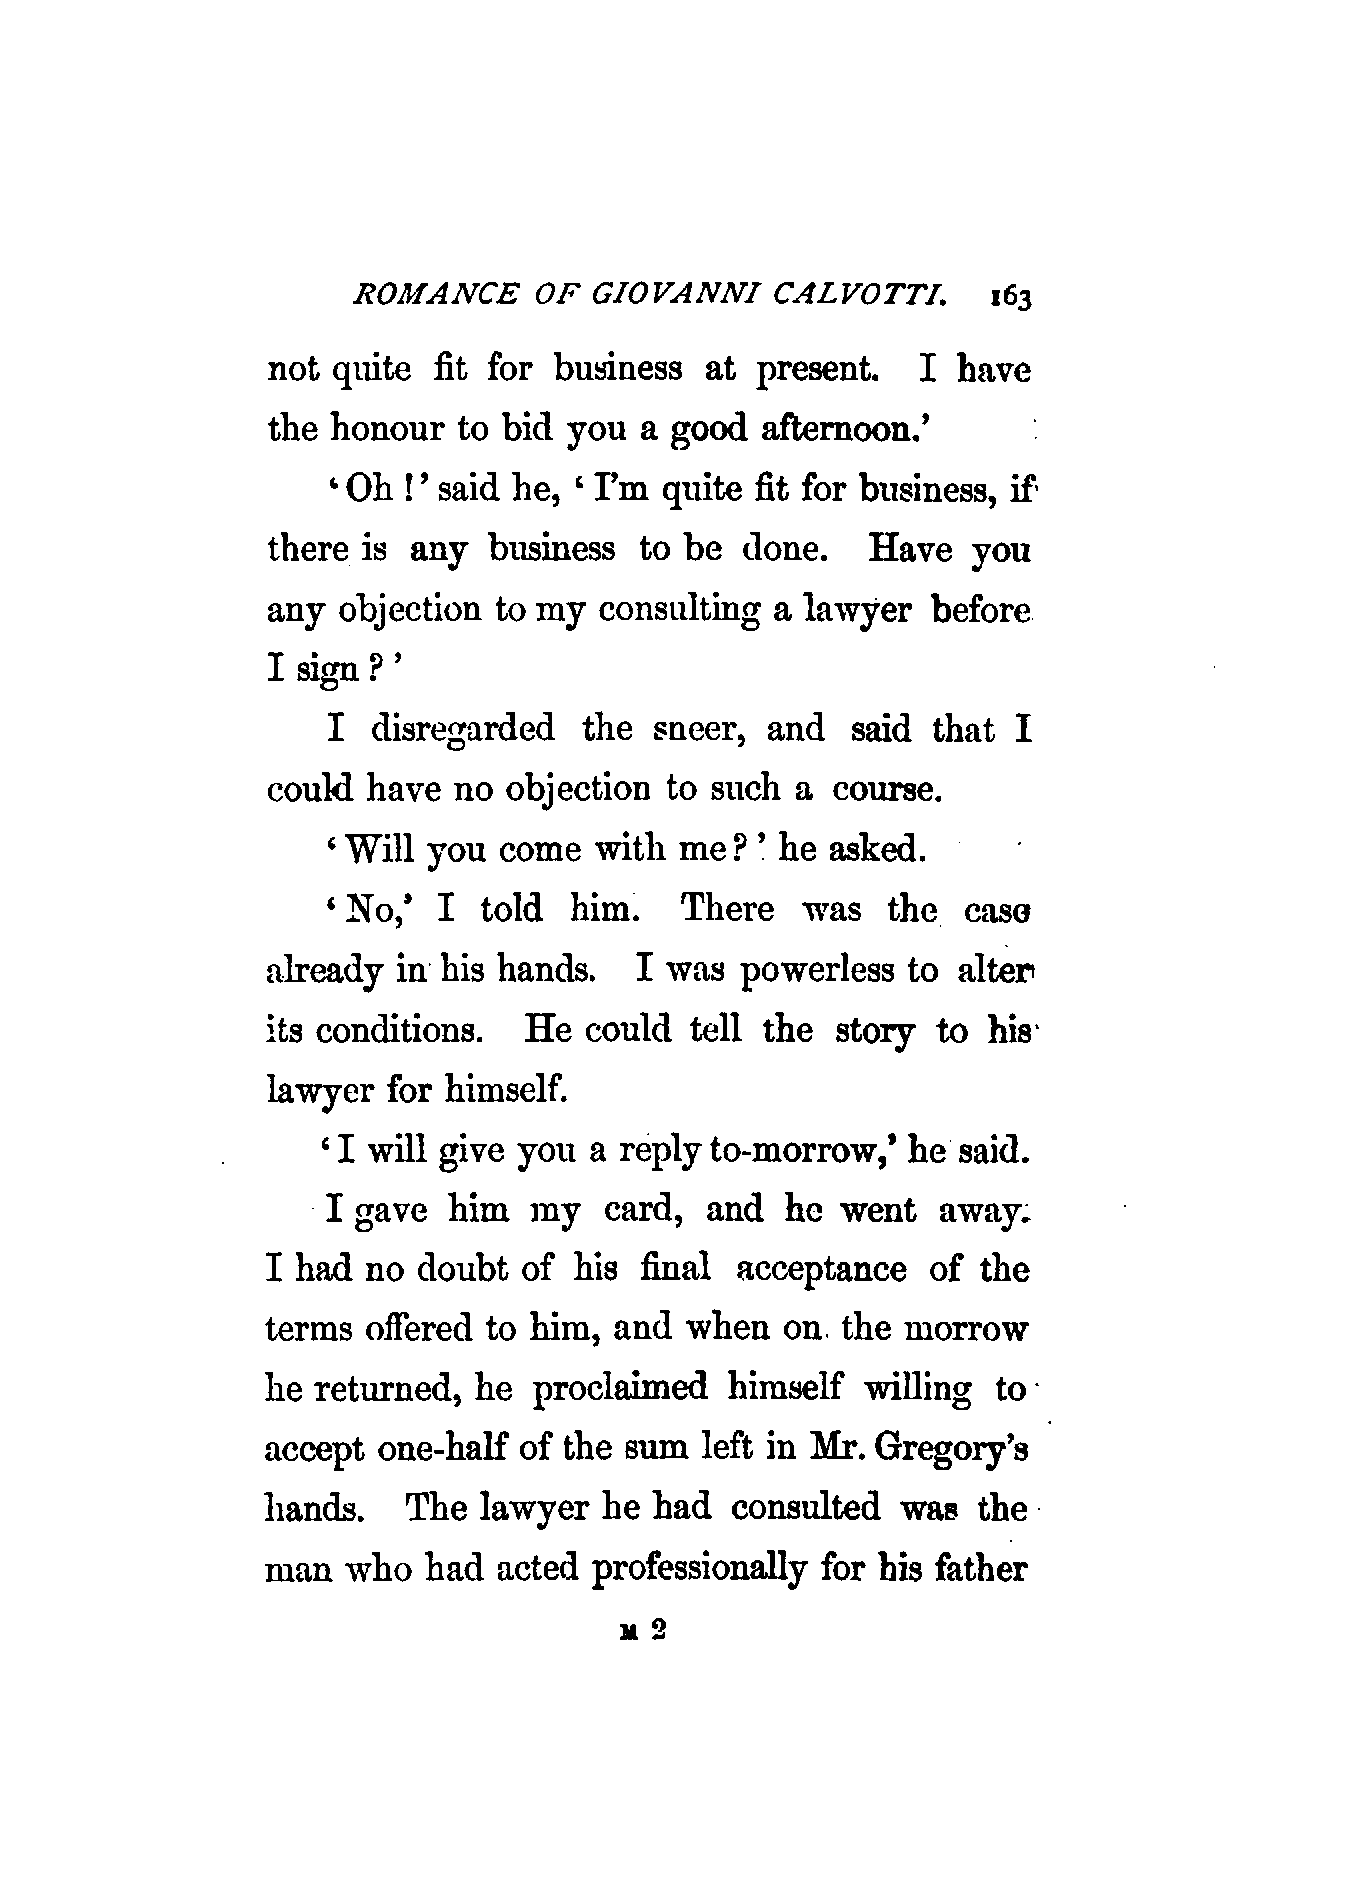 ROMANCE OF GIOVANNI CALVOTTI. 163
not quite fit for business at present. I have
the honour to bid you a good afternoon.’
‘Oh!’ said he, ‘I’m quite fit for business, if
there is any business to be done. Have you
any objection to my consulting a lawyer before
I sign?’
I disregarded the sneer, and said that I
could have no objection to such a course.
‘Will you come with me?’ he asked.
‘No,’ I told him. There was the case
already in his hands. I was powerless to alter
its conditions. He could tell the story to his
lawyer for himself.
‘I will give you a reply to-morrow,’ he said.
I gave him my card, and he went away.
I had no doubt of his final acceptance of the
terms offered to him, and when on the morrow
he returned, he proclaimed himself willing to
accept one-half of the sum left in Mr. Gregory’s
hands. The lawyer he had consulted was the
man who had acted professionally for his father
M 2